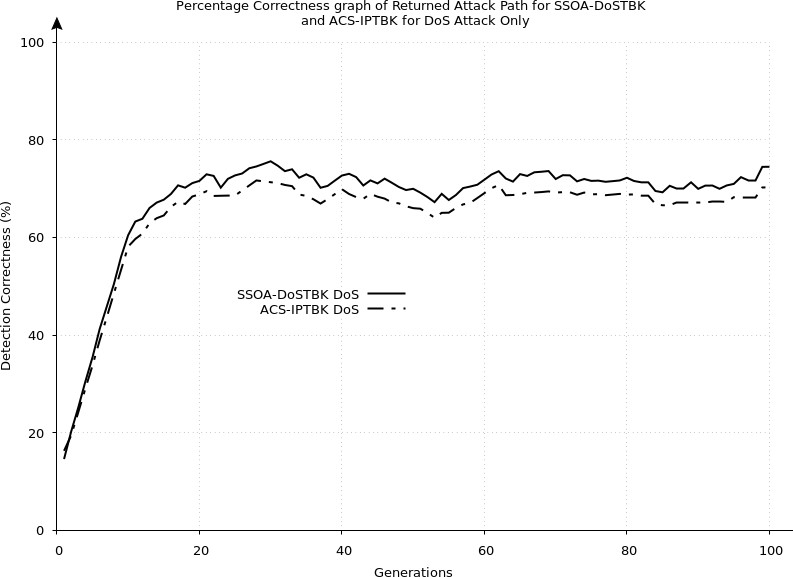 Percentage Correctness graph of Returned Attack Path for SSOA-DoSTBK
and ACS-IPTBK for DoS Attack Only
100
80
60
40
20
0
Detection Correctness (%)
SSOA-DoSTBK DoS
ACS-IPTBK DoS
0 20 40 60 80 100
Generations